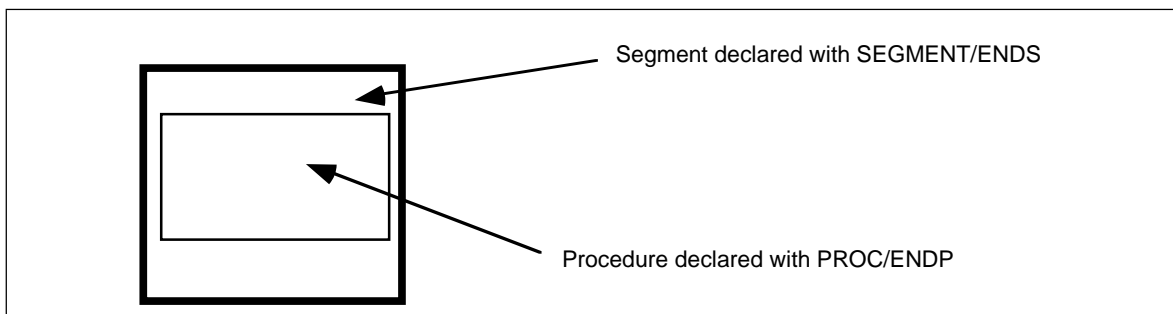 Segment declared with SEGMENT/ENDS
Procedure declared with PROC/ENDP